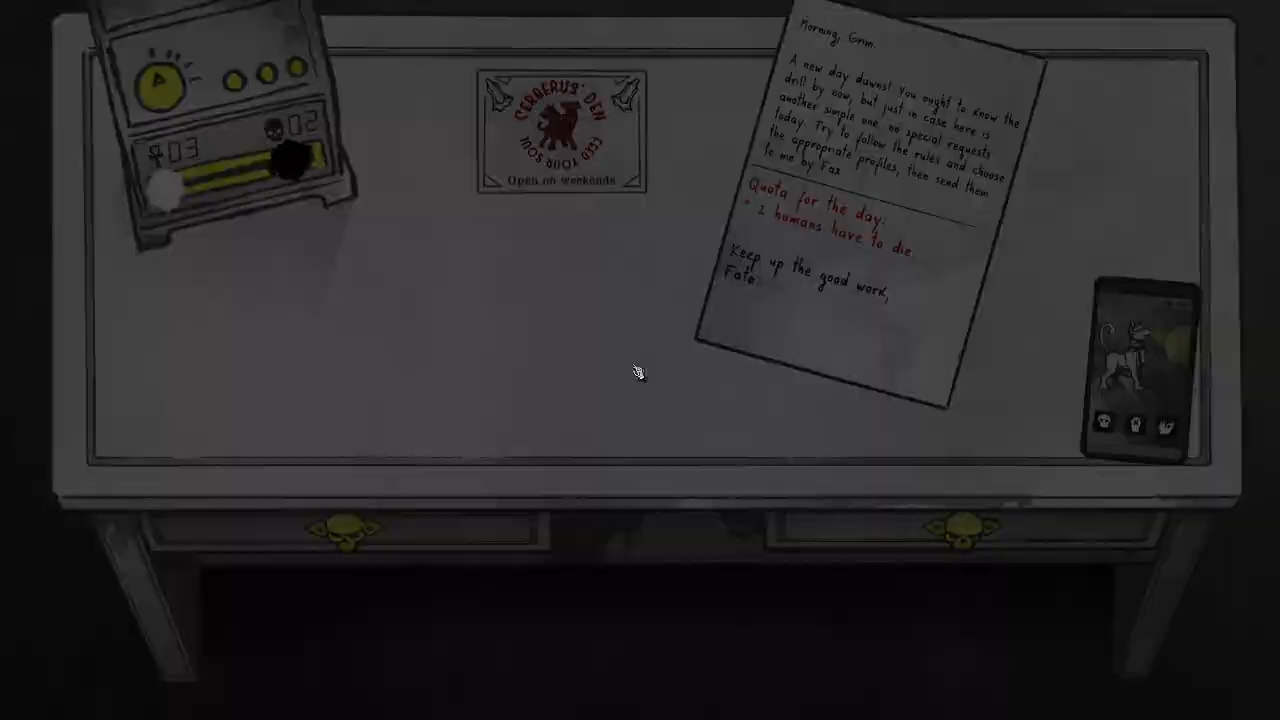 03
02
CERBERUS' DEN
FEED YOUR SOUL
Open on weekends
Morning, Grim.
A new day dawns! you ought to know the
drill by now, but just in case here is
another simple one. no special requests
today. Try to follow the rules and choose
the appropriate profiles, then send them
to me by Fax
Quota for the day:
• 2 humans have to die.
Keep up the good work,
Fate.